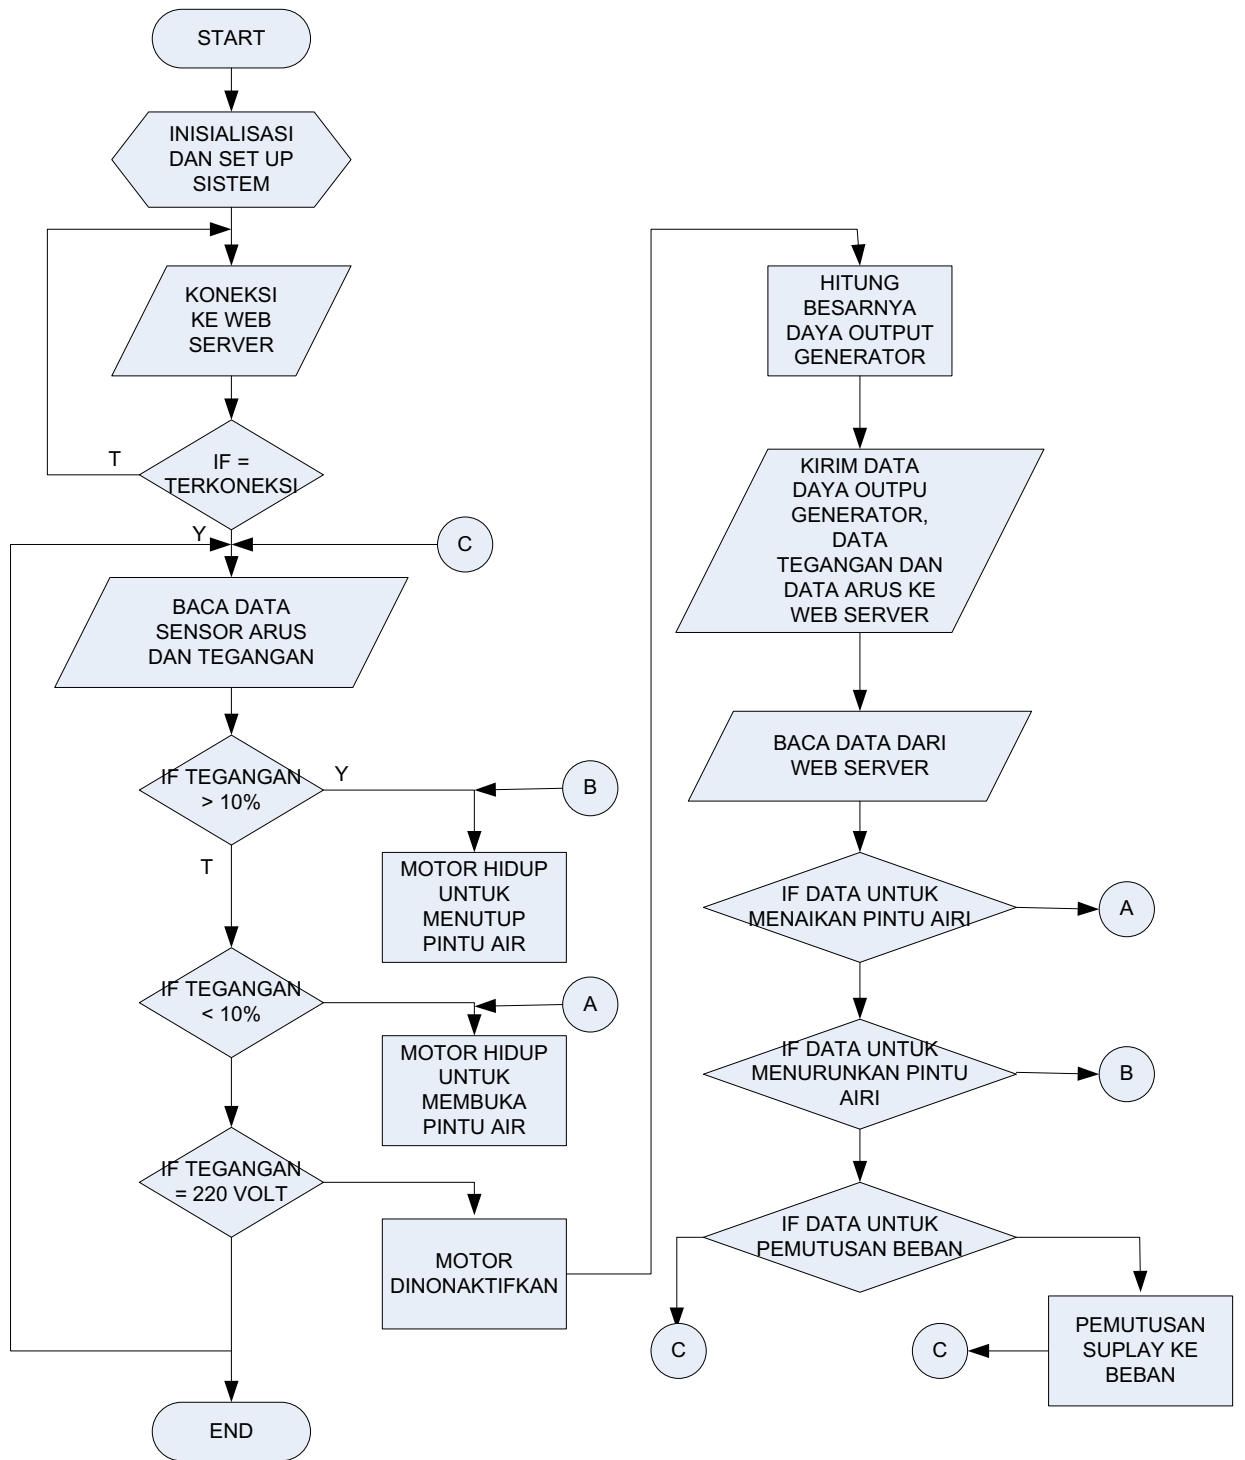 START
INISIALISASI
DAN SET UP
SISTEM
KONEKSI
KE WEB
SERVER
IF =
TERKONEKSI
T
Y
C
BACA DATA
SENSOR ARUS
DAN TEGANGAN
IF TEGANGAN
> 10%
Y
B
T
MOTOR HIDUP
UNTUK
MENUTUP
PINTU AIR
IF TEGANGAN
< 10%
A
MOTOR HIDUP
UNTUK
MEMBUKA
PINTU AIR
IF TEGANGAN
= 220 VOLT
MOTOR
DINONAKTIFKAN
END
HITUNG
BESARNYA
DAYA OUTPUT
GENERATOR
KIRIM DATA
DAYA OUTPU
GENERATOR,
DATA
TEGANGAN DAN
DATA ARUS KE
WEB SERVER
BACA DATA DARI
WEB SERVER
IF DATA UNTUK
MENAIKAN PINTU AIRI
A
IF DATA UNTUK
MENURUNKAN PINTU
AIRI
B
IF DATA UNTUK
PEMUTUSAN BEBAN
C
C
PEMUTUSAN
SUPLAY KE
BEBAN